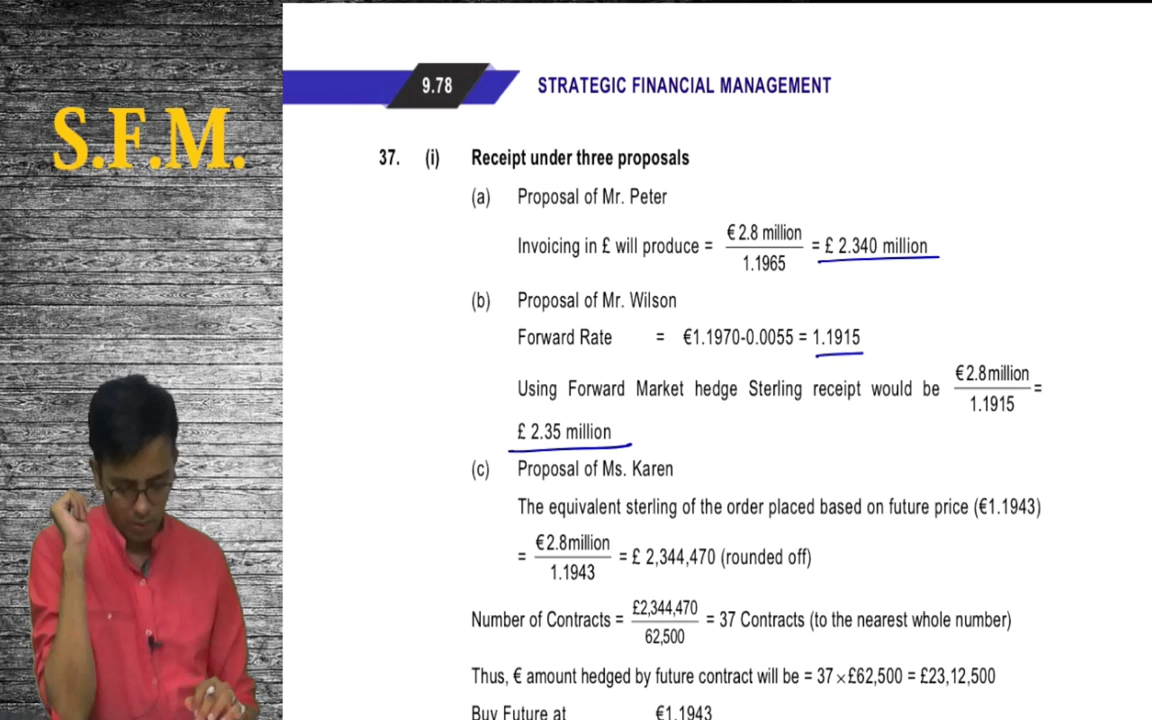 S.F.M.
9.78 STRATEGIC FINANCIAL MANAGEMENT
37. (i) Receipt under three proposals
(a) Proposal of Mr. Peter
Invoicing in £ will produce = € 2.8 million / 1.1965 = £ 2.340 million
(b) Proposal of Mr. Wilson
Forward Rate = €1.1970-0.0055 = 1.1915
Using Forward Market hedge Sterling receipt would be € 2.8million / 1.1915 =
£ 2.35 million
(c) Proposal of Ms. Karen
The equivalent sterling of the order placed based on future price (€1.1943)
= € 2.8million / 1.1943 = £ 2,344,470 (rounded off)
Number of Contracts = £2,344,470 / 62,500 = 37 Contracts (to the nearest whole number)
Thus, € amount hedged by future contract will be = 37 ×£62,500 = £23,12,500
Buy Future at €1.1943